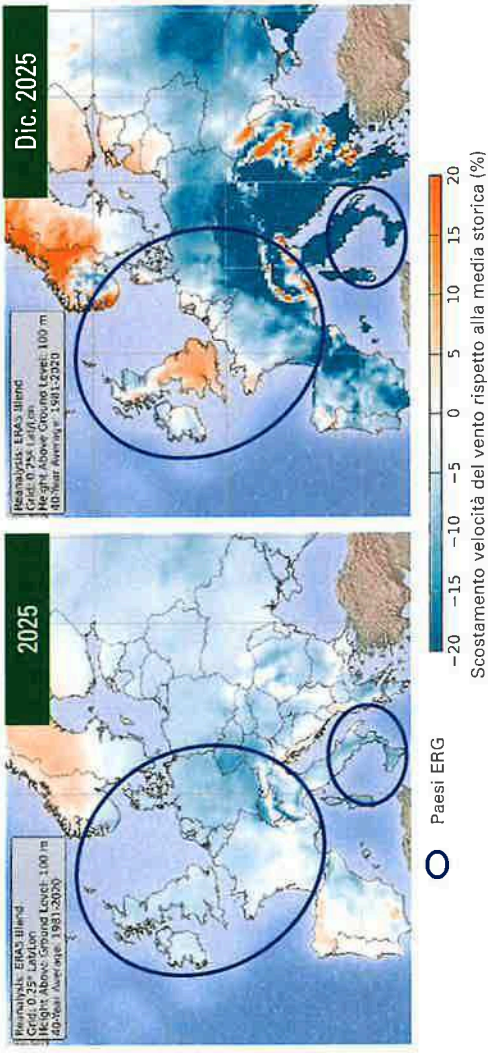 2025
Reanalysis: ERA5 Blend
Grid: 0.25° Lat/Lon
Height Above Ground Level: 100 m
40-Year Average: 1981-2020
Dic. 2025
Reanalysis: ERA5 Blend
Grid: 0.25° Lat/Lon
Height Above Ground Level: 100 m
40-Year Average: 1981-2020
Paesi ERG
−20 −15 −10 −5 0 5 10 15 20
Scostamento velocità del vento rispetto alla media storica (%)